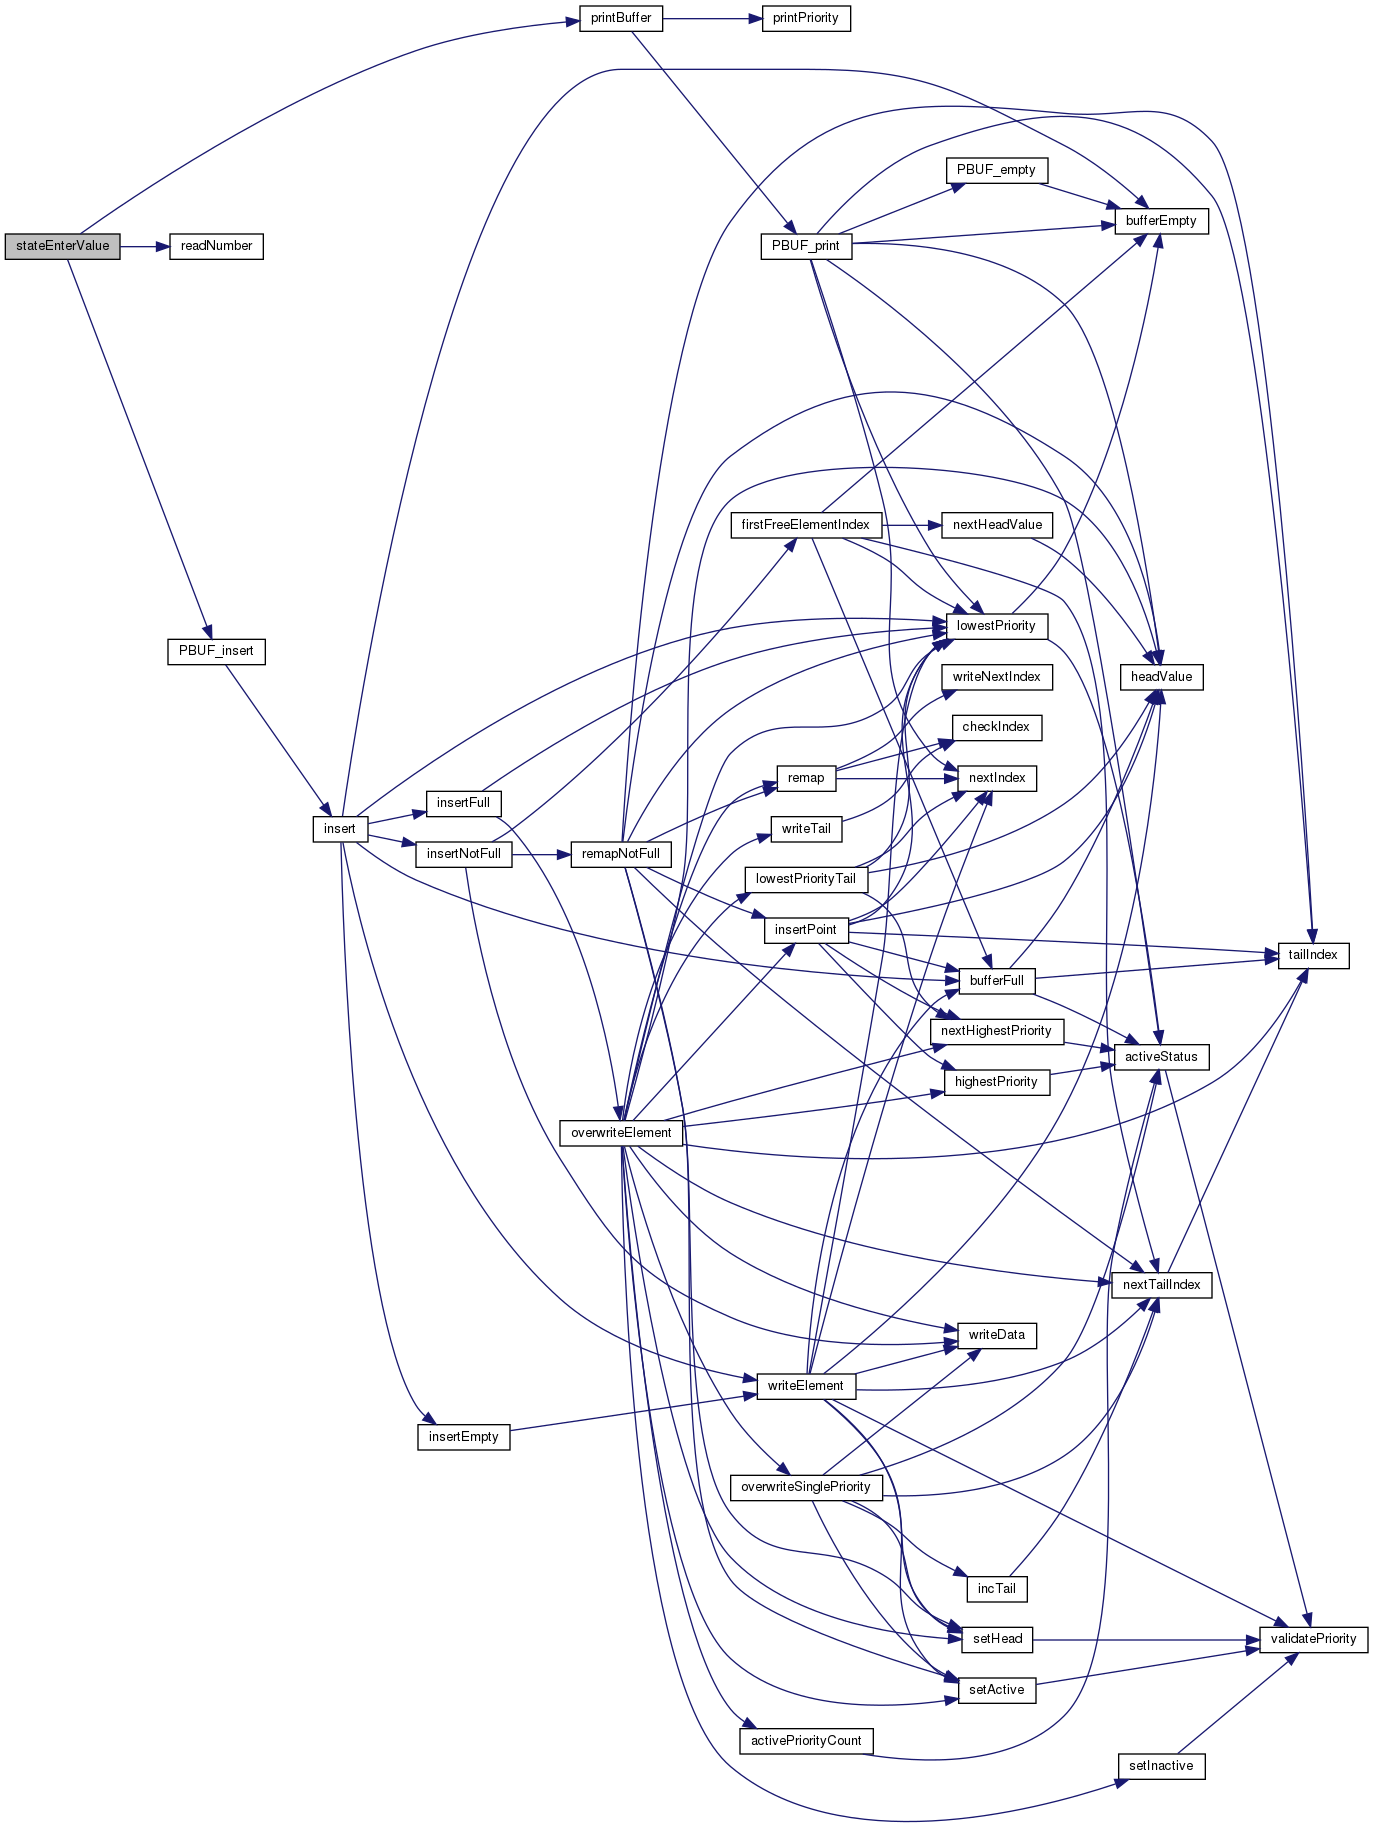 printBuffer
printPriority
PBUF_empty
bufferEmpty
stateEnterValue
readNumber
PBUF_print
firstFreeElementIndex
nextHeadValue
lowestPriority
PBUF_insert
writeNextIndex
headValue
checkIndex
remap
nextIndex
insertFull
insert
writeTail
insertNotFull
remapNotFull
lowestPriorityTail
insertPoint
tailIndex
bufferFull
nextHighestPriority
activeStatus
highestPriority
overwriteElement
nextTailIndex
writeData
writeElement
insertEmpty
overwriteSinglePriority
incTail
setHead
validatePriority
setActive
activePriorityCount
setInactive